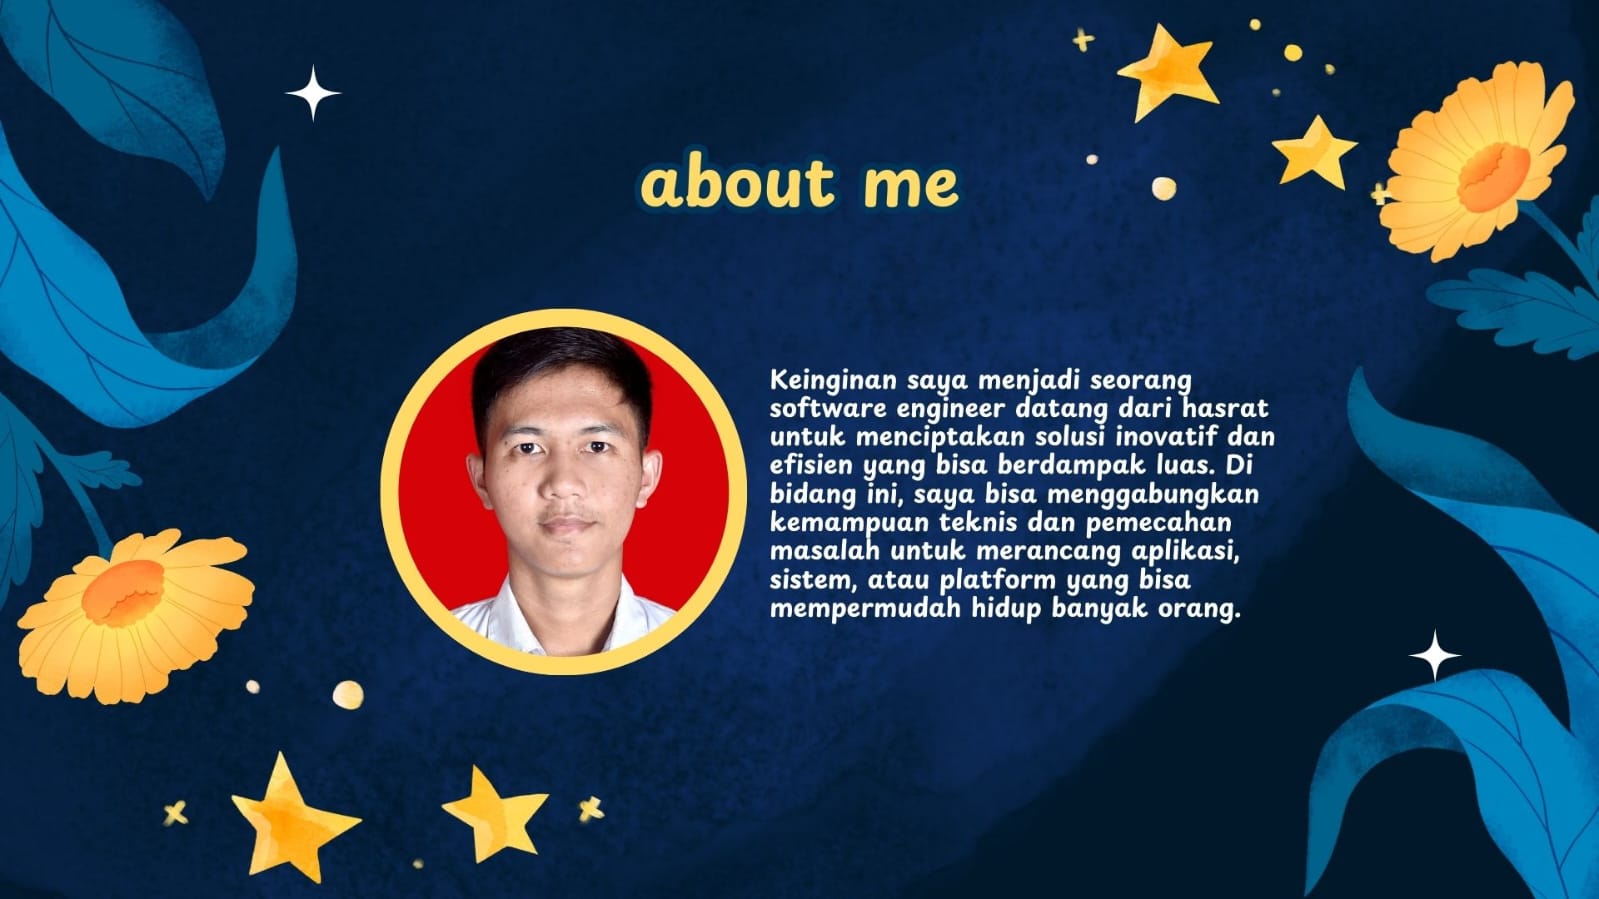 about me
Keinginan saya menjadi seorang
software engineer datang dari hasrat
untuk menciptakan solusi inovatif dan
efisien yang bisa berdampak luas. Di
bidang ini, saya bisa menggabungkan
kemampuan teknis dan pemecahan
masalah untuk merancang aplikasi,
sistem, atau platform yang bisa
mempermudah hidup banyak orang.